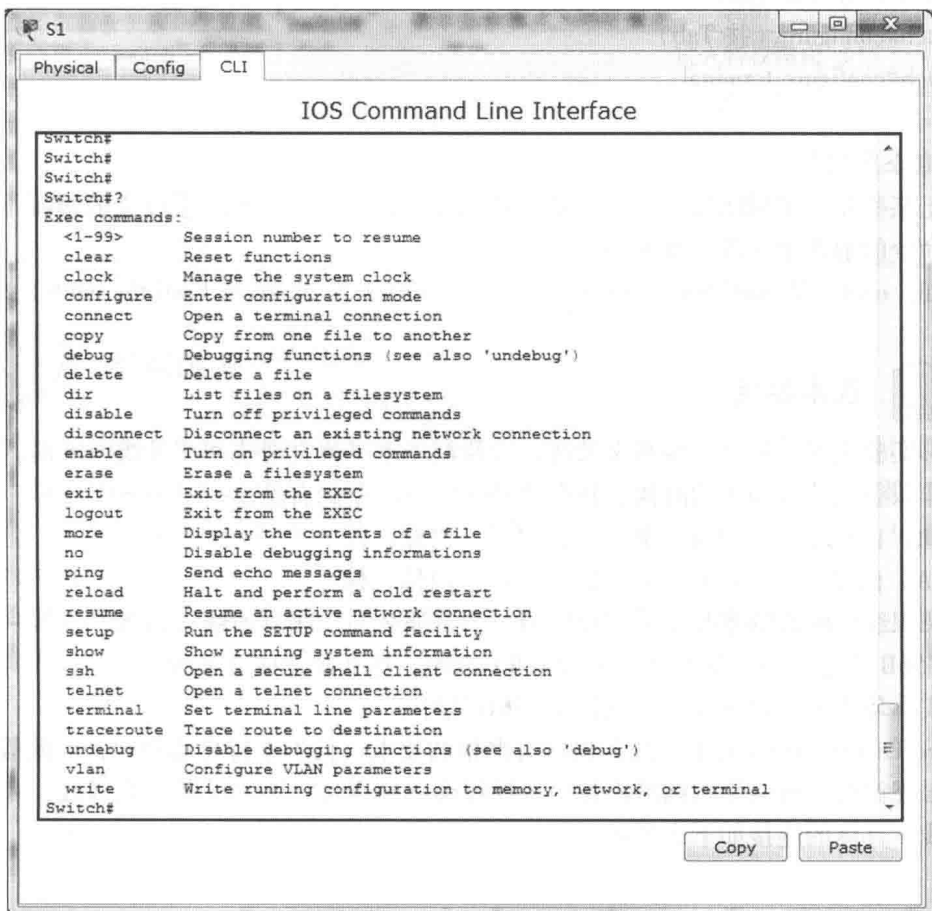 S1
Physical Config CLI
IOS Command Line Interface
Switch#
Switch#
Switch#
Switch#?
Exec commands:
<1-99> Session number to resume
clear Reset functions
clock Manage the system clock
configure Enter configuration mode
connect Open a terminal connection
copy Copy from one file to another
debug Debugging functions (see also 'undebug')
delete Delete a file
dir List files on a filesystem
disable Turn off privileged commands
disconnect Disconnect an existing network connection
enable Turn on privileged commands
erase Erase a filesystem
exit Exit from the EXEC
logout Exit from the EXEC
more Display the contents of a file
no Disable debugging informations
ping Send echo messages
reload Halt and perform a cold restart
resume Resume an active network connection
setup Run the SETUP command facility
show Show running system information
ssh Open a secure shell client connection
telnet Open a telnet connection
terminal Set terminal line parameters
traceroute Trace route to destination
undebug Disable debugging functions (see also 'debug')
vlan Configure VLAN parameters
write Write running configuration to memory, network, or terminal
Switch#
Copy Paste